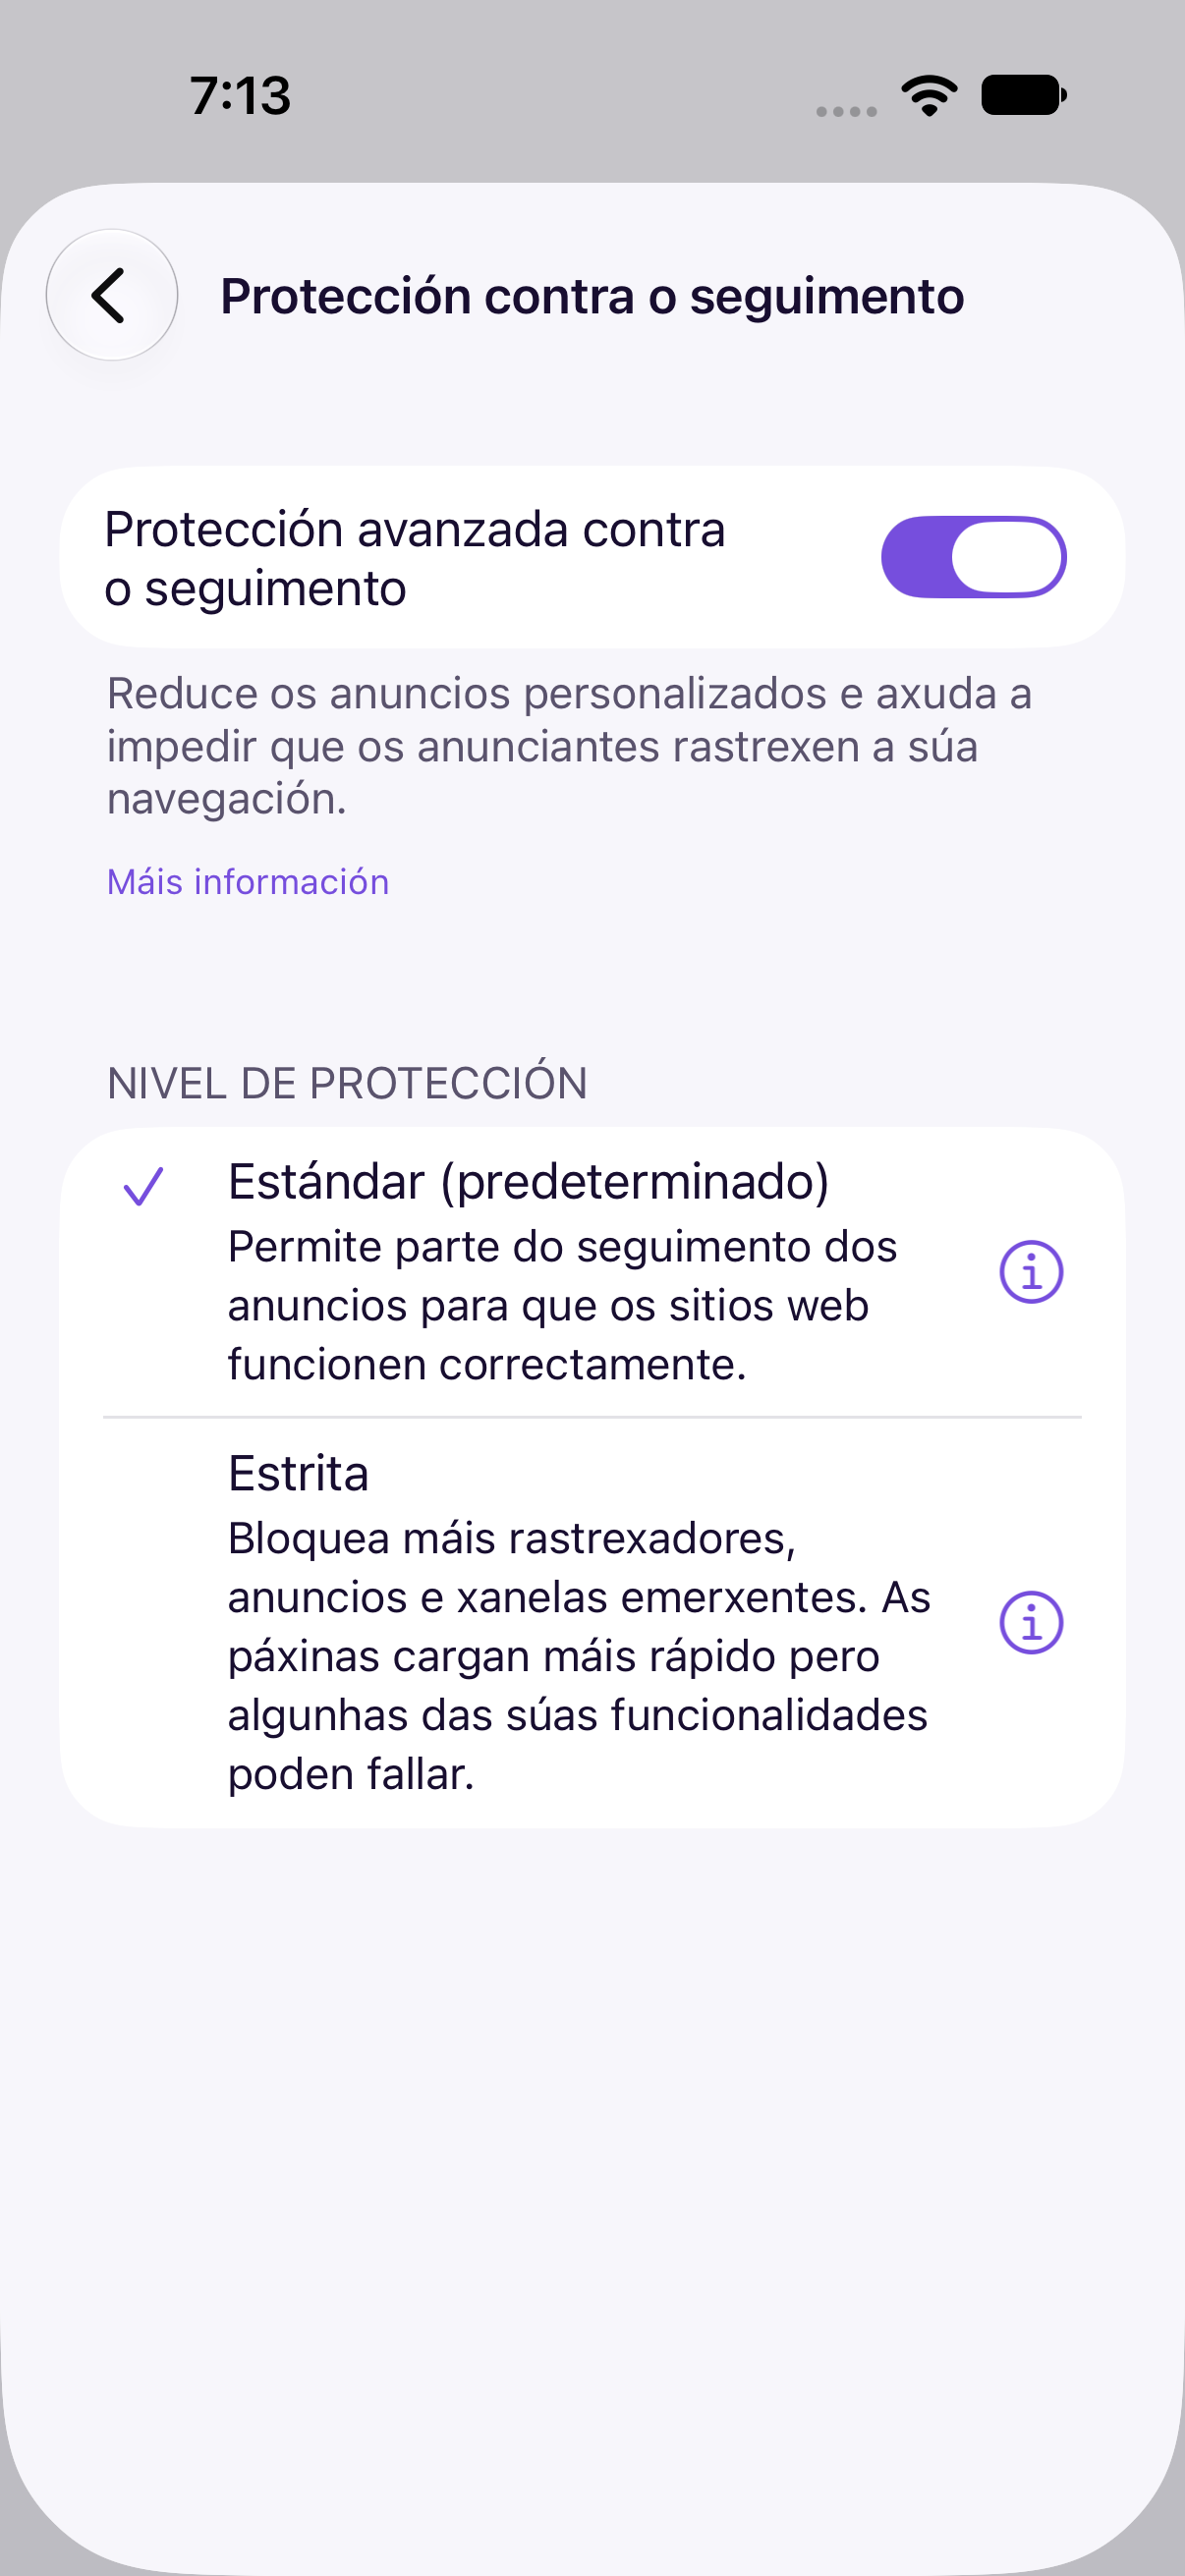 7:13
Protección contra o seguimento
Protección avanzada contra
o seguimento
Reduce os anuncios personalizados e axuda a
impedir que os anunciantes rastrexen a súa
navegación.
Máis información
NIVEL DE PROTECCIÓN
Estándar (predeterminado)
Permite parte do seguimento dos
anuncios para que os sitios web
funcionen correctamente.
Estrita
Bloquea máis rastrexadores,
anuncios e xanelas emerxentes. As
páxinas cargan máis rápido pero
algunhas das súas funcionalidades
poden fallar.